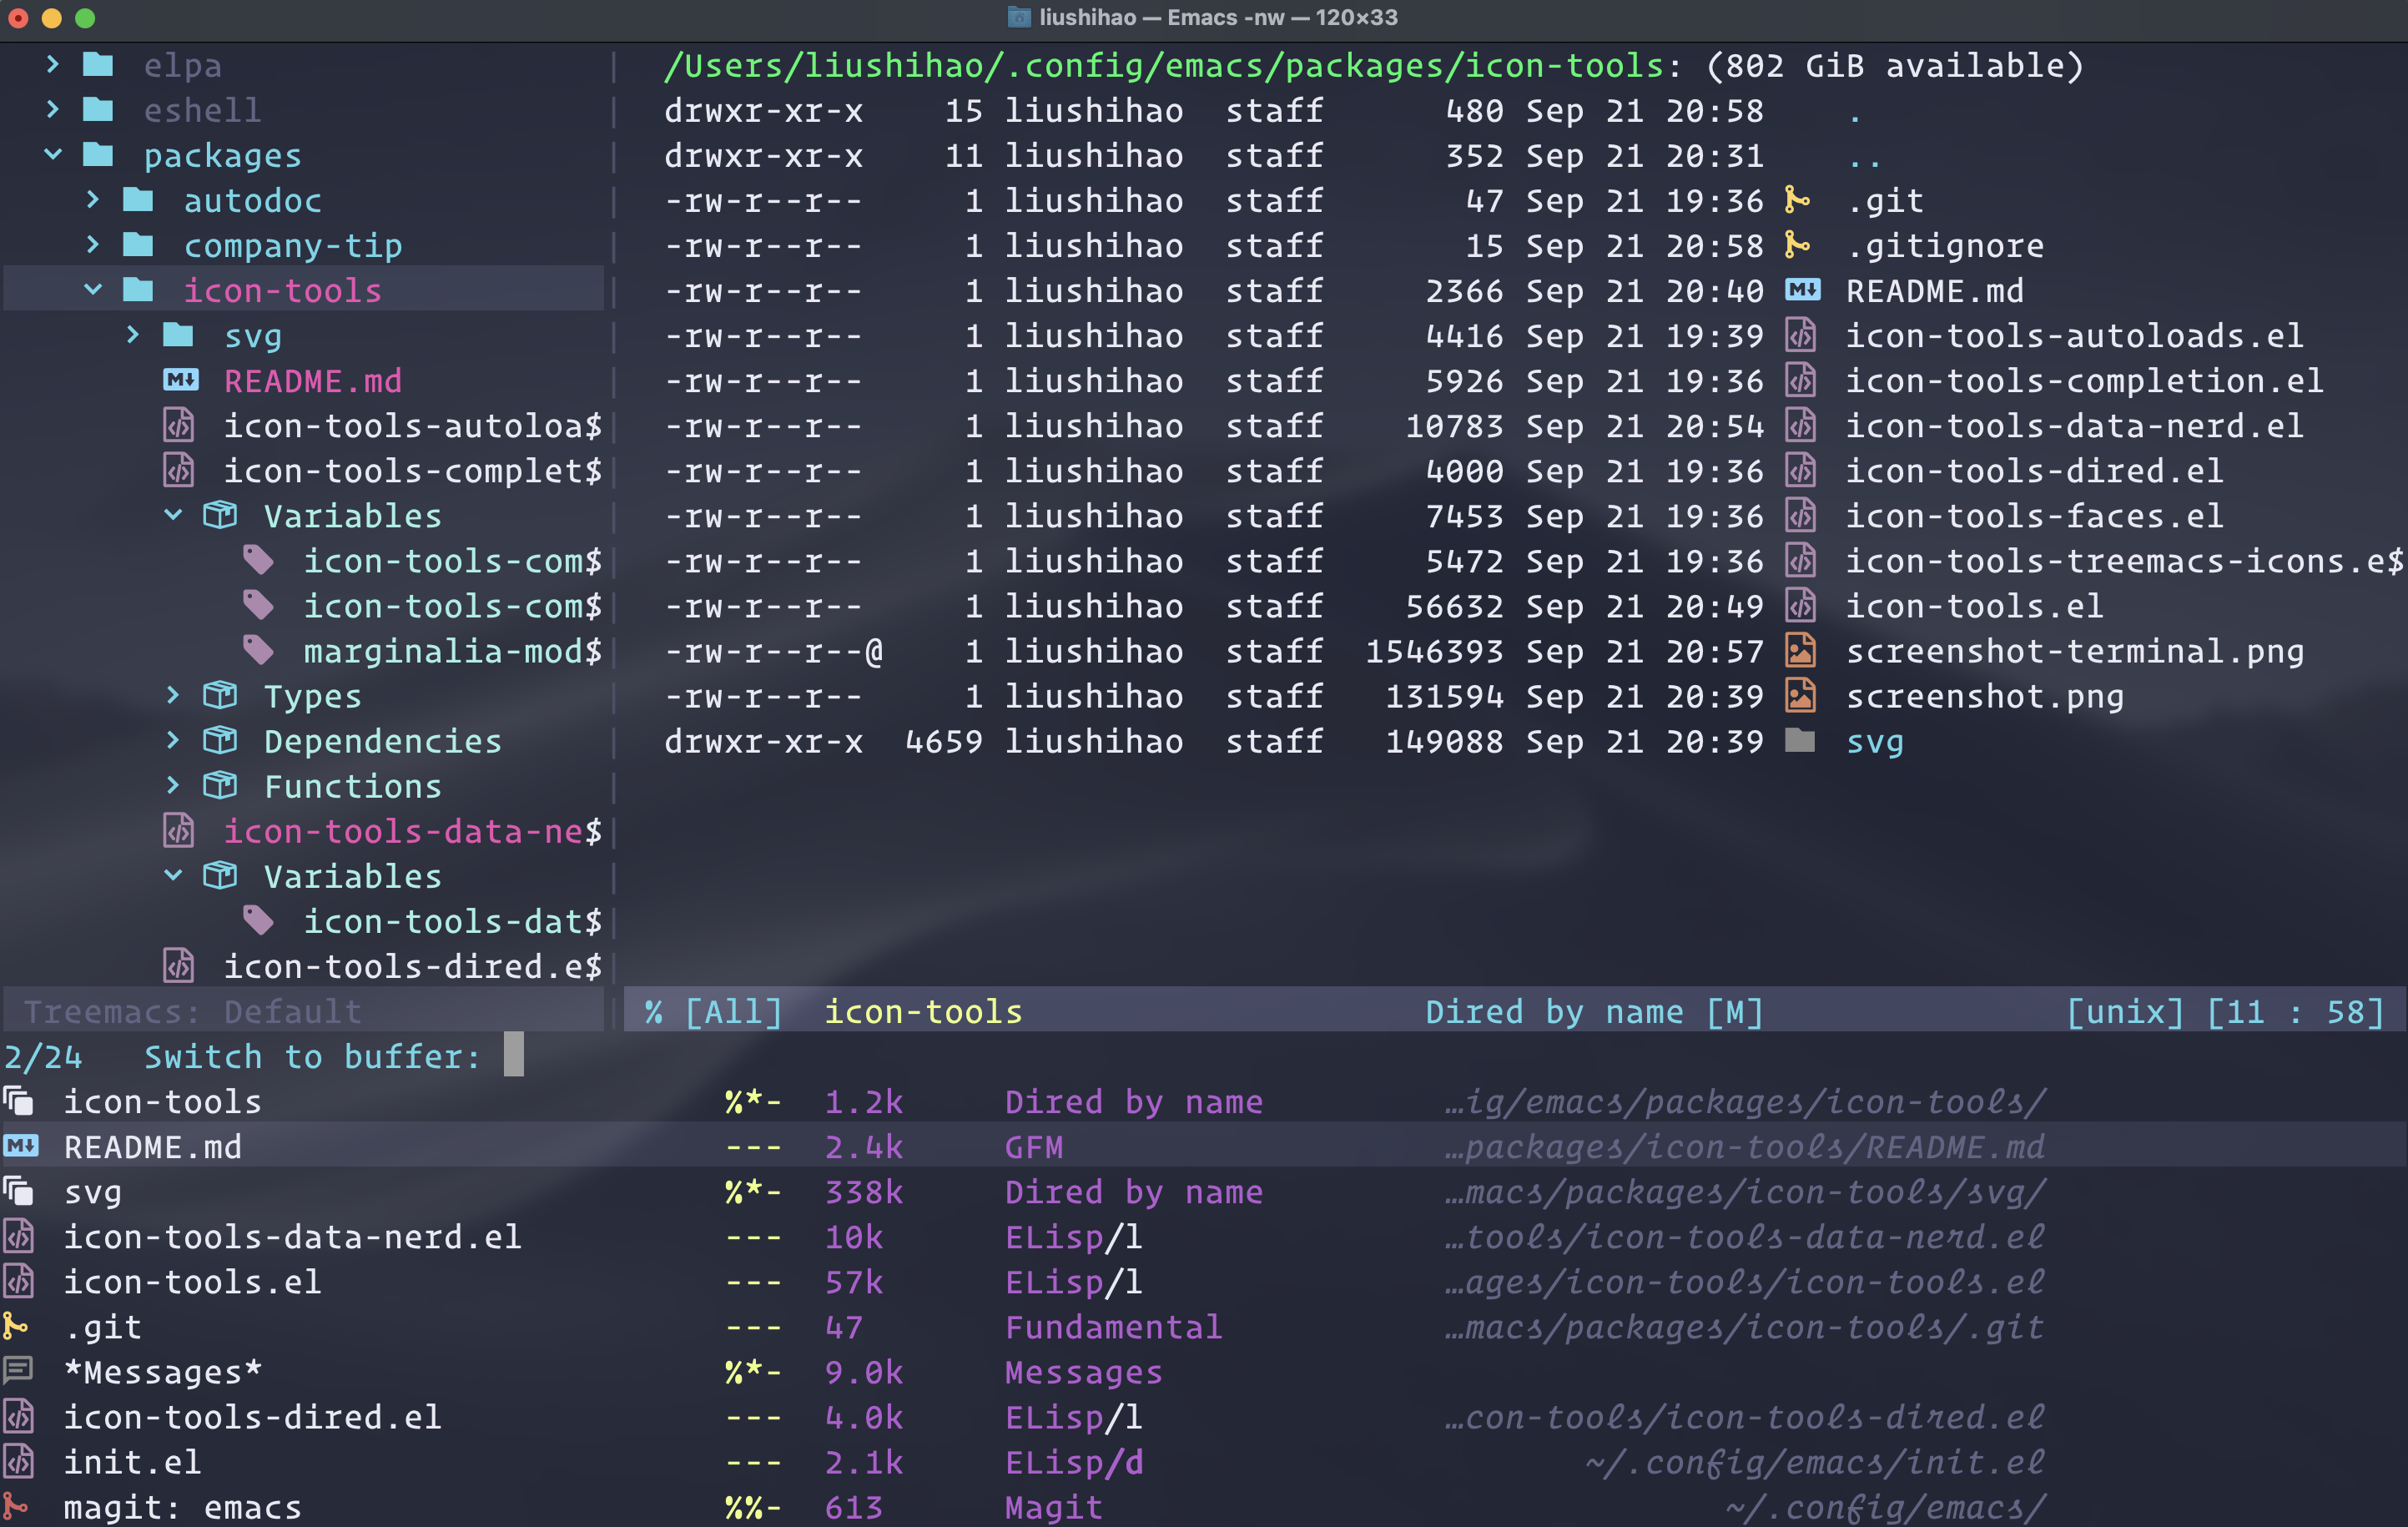 liushihao — Emacs -nw — 120×33
elpa
eshell
packages
autodoc
company-tip
icon-tools
svg
README.md
icon-tools-autoloa$
icon-tools-complet$
Variables
icon-tools-com$
icon-tools-com$
marginalia-mod$
Types
Dependencies
Functions
icon-tools-data-ne$
Variables
icon-tools-dat$
icon-tools-dired.e$
Treemacs: Default
/Users/liushihao/.config/emacs/packages/icon-tools: (802 GiB available)
drwxr-xr-x 15 liushihao staff 480 Sep 21 20:58 .
drwxr-xr-x 11 liushihao staff 352 Sep 21 20:31 ..
-rw-r--r-- 1 liushihao staff 47 Sep 21 19:36 .git
-rw-r--r-- 1 liushihao staff 15 Sep 21 20:58 .gitignore
-rw-r--r-- 1 liushihao staff 2366 Sep 21 20:40 README.md
-rw-r--r-- 1 liushihao staff 4416 Sep 21 19:39 icon-tools-autoloads.el
-rw-r--r-- 1 liushihao staff 5926 Sep 21 19:36 icon-tools-completion.el
-rw-r--r-- 1 liushihao staff 10783 Sep 21 20:54 icon-tools-data-nerd.el
-rw-r--r-- 1 liushihao staff 4000 Sep 21 19:36 icon-tools-dired.el
-rw-r--r-- 1 liushihao staff 7453 Sep 21 19:36 icon-tools-faces.el
-rw-r--r-- 1 liushihao staff 5472 Sep 21 19:36 icon-tools-treemacs-icons.e$
-rw-r--r-- 1 liushihao staff 56632 Sep 21 20:49 icon-tools.el
-rw-r--r--@ 1 liushihao staff 1546393 Sep 21 20:57 screenshot-terminal.png
-rw-r--r-- 1 liushihao staff 131594 Sep 21 20:39 screenshot.png
drwxr-xr-x 4659 liushihao staff 149088 Sep 21 20:39 svg
% [All] icon-tools Dired by name [M] [unix] [11 : 58]
2/24 Switch to buffer:
icon-tools %*- 1.2k Dired by name …ig/emacs/packages/icon-tools/
README.md --- 2.4k GFM …packages/icon-tools/README.md
svg %*- 338k Dired by name …macs/packages/icon-tools/svg/
icon-tools-data-nerd.el --- 10k ELisp/l …tools/icon-tools-data-nerd.el
icon-tools.el --- 57k ELisp/l …ages/icon-tools/icon-tools.el
.git --- 47 Fundamental …macs/packages/icon-tools/.git
*Messages* %*- 9.0k Messages
icon-tools-dired.el --- 4.0k ELisp/l …con-tools/icon-tools-dired.el
init.el --- 2.1k ELisp/d ~/.config/emacs/init.el
magit: emacs %%- 613 Magit ~/.config/emacs/